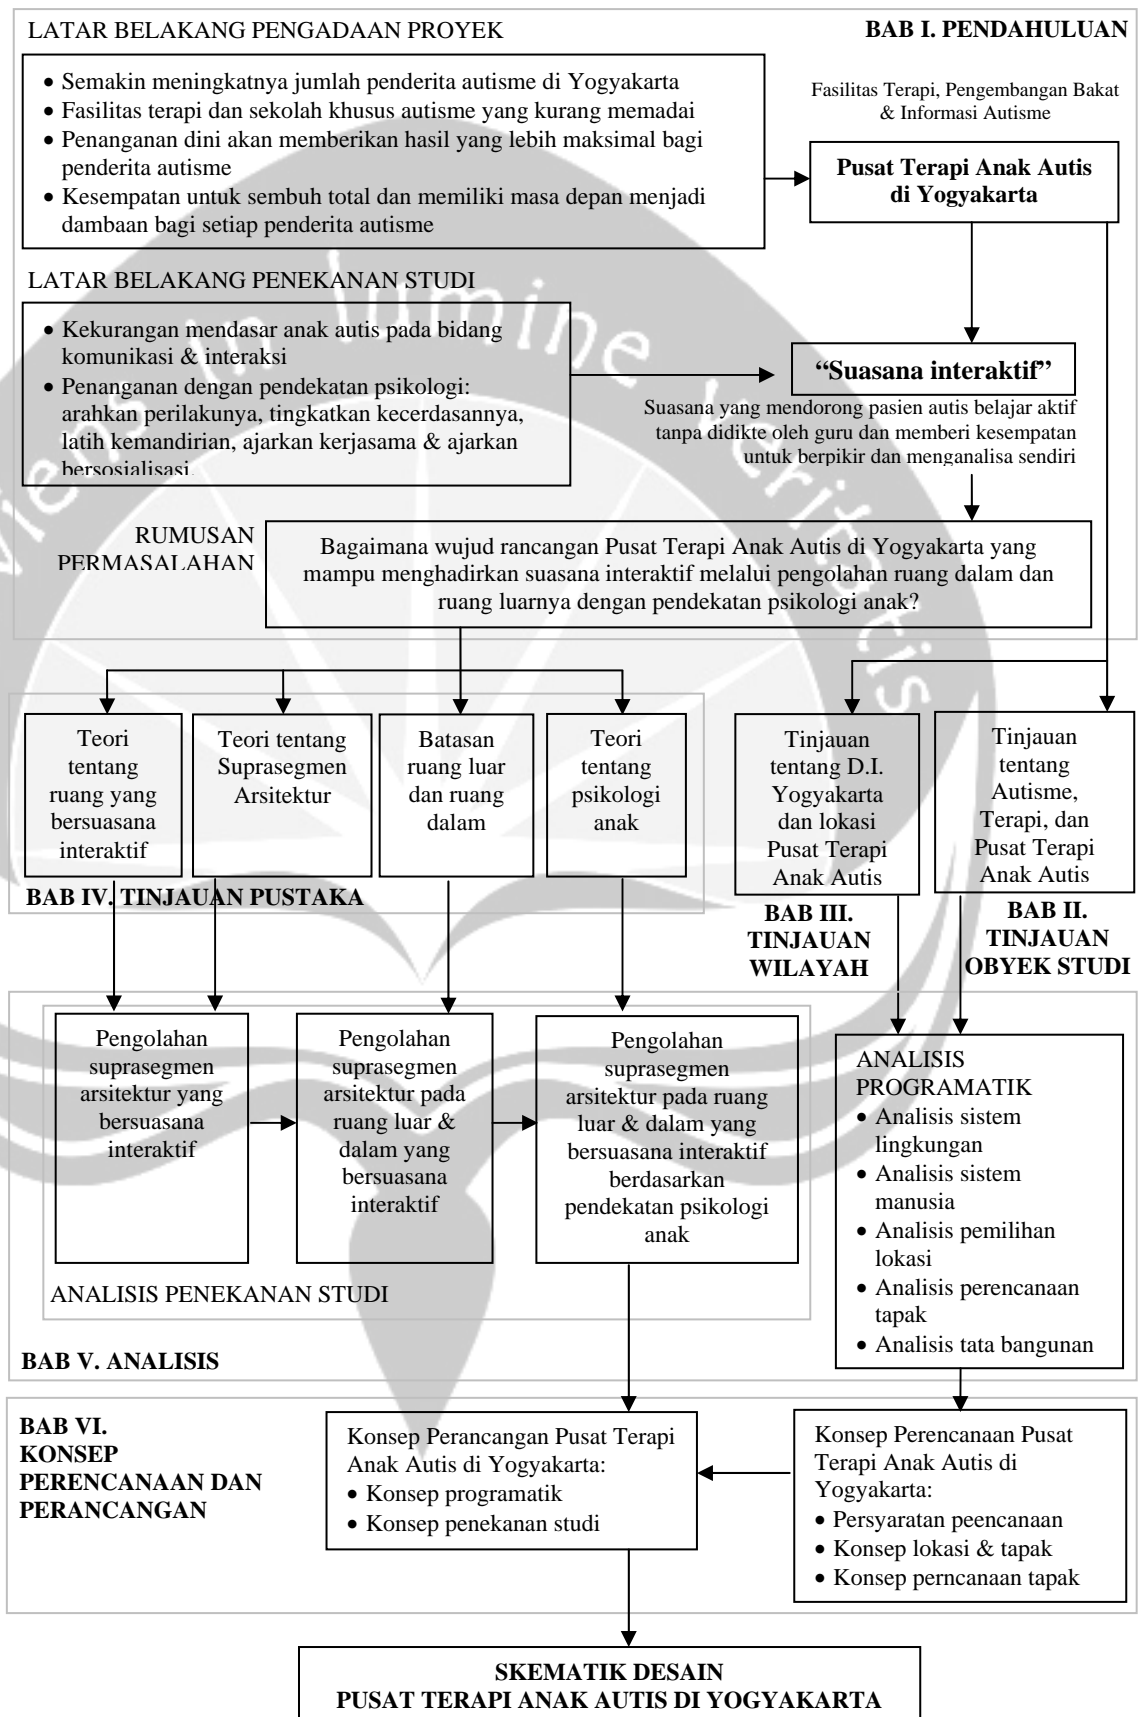 LATAR BELAKANG PENGADAAN PROYEK
BAB I. PENDAHULUAN
• Semakin meningkatnya jumlah penderita autisme di Yogyakarta
• Fasilitas terapi dan sekolah khusus autisme yang kurang memadai
• Penanganan dini akan memberikan hasil yang lebih maksimal bagi
penderita autisme
• Kesempatan untuk sembuh total dan memiliki masa depan menjadi
dambaan bagi setiap penderita autisme
Fasilitas Terapi, Pengembangan Bakat
& Informasi Autisme
Pusat Terapi Anak Autis
di Yogyakarta
LATAR BELAKANG PENEKANAN STUDI
• Kekurangan mendasar anak autis pada bidang
komunikasi & interaksi
• Penanganan dengan pendekatan psikologi:
arahkan perilakunya, tingkatkan kecerdasannya,
latih kemandirian, ajarkan kerjasama & ajarkan
bersosialisasi.
“Suasana interaktif”
Suasana yang mendorong pasien autis belajar aktif
tanpa didikte oleh guru dan memberi kesempatan
untuk berpikir dan menganalisa sendiri
RUMUSAN
PERMASALAHAN
Bagaimana wujud rancangan Pusat Terapi Anak Autis di Yogyakarta yang
mampu menghadirkan suasana interaktif melalui pengolahan ruang dalam dan
ruang luarnya dengan pendekatan psikologi anak?
Teori
tentang
ruang yang
bersuasana
interaktif
Teori tentang
Suprasegmen
Arsitektur
Batasan
ruang luar
dan ruang
dalam
Teori
tentang
psikologi
anak
Tinjauan
tentang D.I.
Yogyakarta
dan lokasi
Pusat Terapi
Anak Autis
Tinjauan
tentang
Autisme,
Terapi, dan
Pusat Terapi
Anak Autis
BAB IV. TINJAUAN PUSTAKA
BAB III.
TINJAUAN
WILAYAH
BAB II.
TINJAUAN
OBYEK STUDI
Pengolahan
suprasegmen
arsitektur yang
bersuasana
interaktif
Pengolahan
suprasegmen
arsitektur pada
ruang luar &
dalam yang
bersuasana
interaktif
Pengolahan
suprasegmen
arsitektur pada ruang
luar & dalam yang
bersuasana interaktif
berdasarkan
pendekatan psikologi
anak
ANALISIS
PROGRAMATIK
• Analisis sistem
lingkungan
• Analisis sistem
manusia
• Analisis pemilihan
lokasi
• Analisis perencanaan
tapak
• Analisis tata bangunan
ANALISIS PENEKANAN STUDI
BAB V. ANALISIS
BAB VI.
KONSEP
PERENCANAAN DAN
PERANCANGAN
Konsep Perancangan Pusat Terapi
Anak Autis di Yogyakarta:
• Konsep programatik
• Konsep penekanan studi
Konsep Perencanaan Pusat
Terapi Anak Autis di
Yogyakarta:
• Persyaratan peencanaan
• Konsep lokasi & tapak
• Konsep perncanaan tapak
SKEMATIK DESAIN
PUSAT TERAPI ANAK AUTIS DI YOGYAKARTA
Viens In lumine veritatis